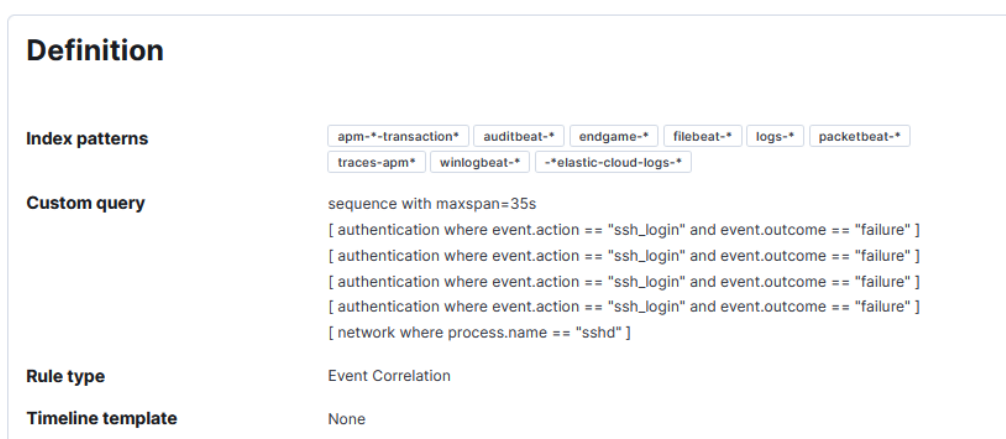 Definition
Index patterns
apm-*-transaction* auditbeat-* endgame-* filebeat-* logs-* packetbeat-*
traces-apm* winlogbeat-* -*elastic-cloud-logs-*
Custom query
sequence with maxspan=35s
[ authentication where event.action == "ssh_login" and event.outcome == "failure" ]
[ authentication where event.action == "ssh_login" and event.outcome == "failure" ]
[ authentication where event.action == "ssh_login" and event.outcome == "failure" ]
[ authentication where event.action == "ssh_login" and event.outcome == "failure" ]
[ network where process.name == "sshd" ]
Rule type
Event Correlation
Timeline template
None